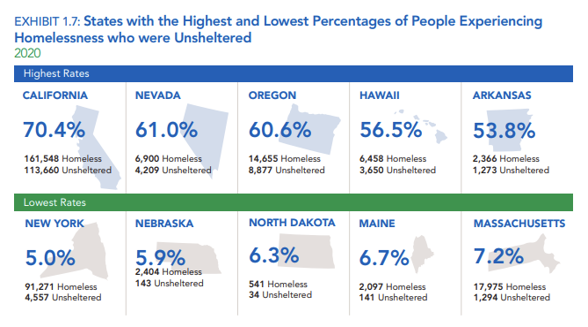 EXHIBIT 1.7: States with the Highest and Lowest Percentages of People Experiencing
Homelessness who were Unsheltered
2020
Highest Rates
CALIFORNIA
70.4%
161,548 Homeless
113,660 Unsheltered
NEVADA
61.0%
6,900 Homeless
4,209 Unsheltered
OREGON
60.6%
14,655 Homeless
8,877 Unsheltered
HAWAII
56.5%
6,458 Homeless
3,650 Unsheltered
ARKANSAS
53.8%
2,366 Homeless
1,273 Unsheltered
Lowest Rates
NEW YORK
5.0%
91,271 Homeless
4,557 Unsheltered
NEBRASKA
5.9%
2,404 Homeless
143 Unsheltered
NORTH DAKOTA
6.3%
541 Homeless
34 Unsheltered
MAINE
6.7%
2,097 Homeless
141 Unsheltered
MASSACHUSETTS
7.2%
17,975 Homeless
1,294 Unsheltered